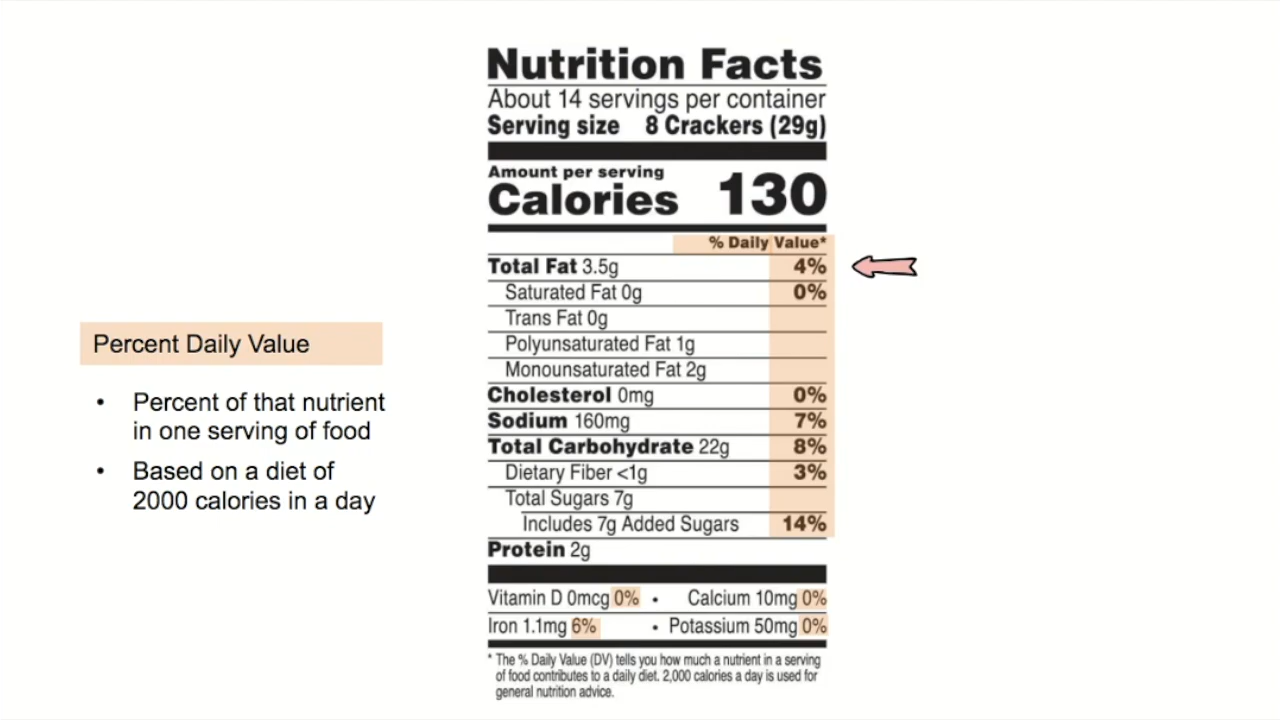 Nutrition Facts
About 14 servings per container
Serving size 8 Crackers (29g)
Amount per serving
Calories 130
% Daily Value*
Total Fat 3.5g 4%
Saturated Fat 0g 0%
Trans Fat 0g
Polyunsaturated Fat 1g
Monounsaturated Fat 2g
Cholesterol 0mg 0%
Sodium 160mg 7%
Total Carbohydrate 22g 8%
Dietary Fiber <1g 3%
Total Sugars 7g
Includes 7g Added Sugars 14%
Protein 2g
Vitamin D 0mcg 0% • Calcium 10mg 0%
Iron 1.1mg 6% • Potassium 50mg 0%
* The % Daily Value (DV) tells you how much a nutrient in a serving
of food contributes to a daily diet. 2,000 calories a day is used for
general nutrition advice.
Percent Daily Value
• Percent of that nutrient
in one serving of food
• Based on a diet of
2000 calories in a day